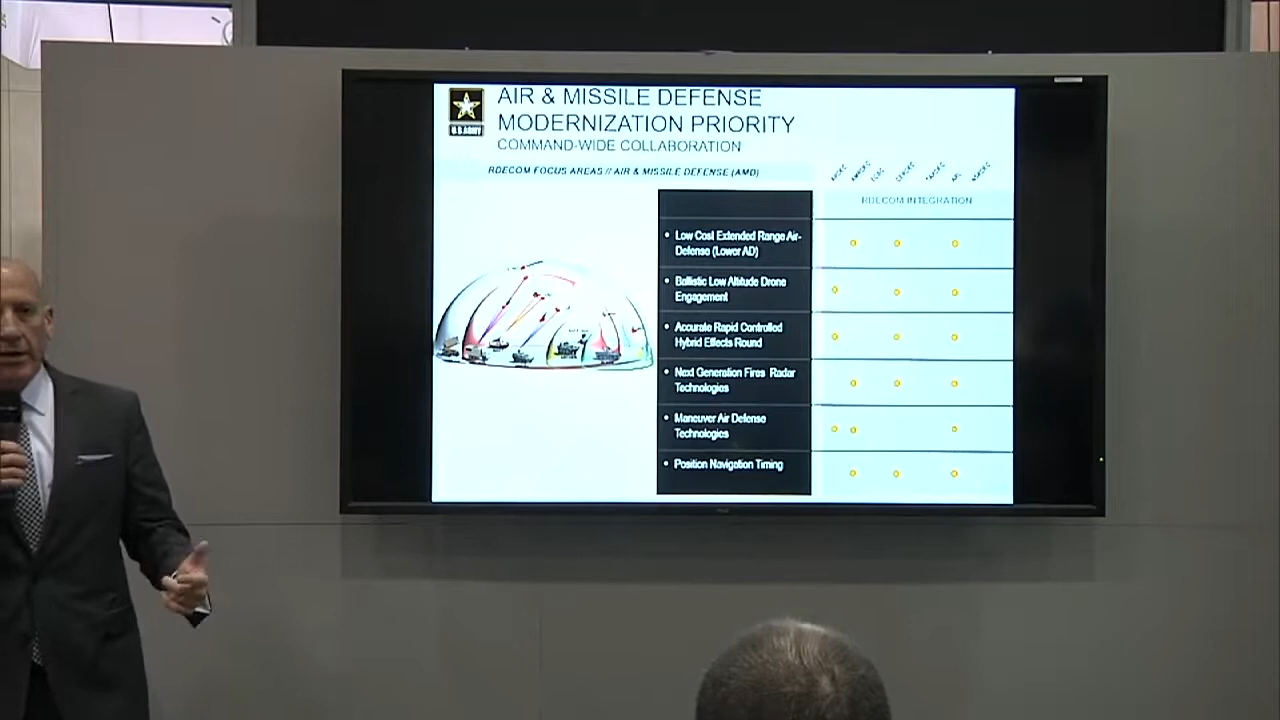 AIR & MISSILE DEFENSE
MODERNIZATION PRIORITY
COMMAND-WIDE COLLABORATION
U.S. ARMY
RDECOM FOCUS AREAS // AIR & MISSILE DEFENSE (AMD)
RDECOM INTEGRATION
• Low Cost Extended Range Air-
Defense (Lower AD)
• Ballistic Low Altitude Drone
Engagement
• Accurate Rapid Controlled
Hybrid Effects Round
• Next Generation Fires Radar
Technologies
• Maneuver Air Defense
Technologies
• Position Navigation Timing